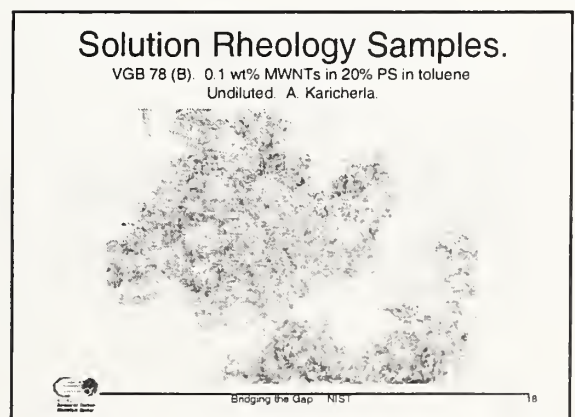 Solution Rheology Samples.
VGB 78 (B). 0.1 wt% MWNTs in 20% PS in toluene
Undiluted. A. Karicherla.
Bridging the Gap NIST
18